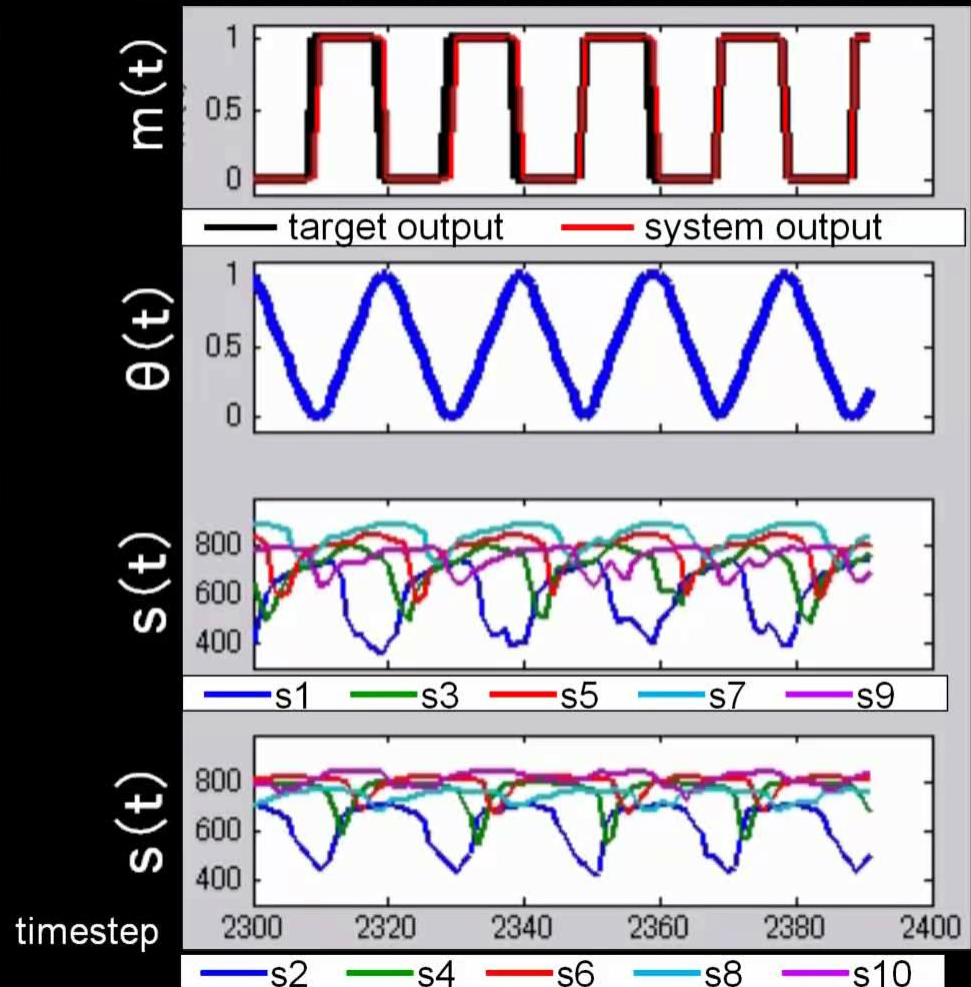 m(t)
1
0.5
0
target output system output
θ(t)
1
0.5
0
s(t)
800
600
400
s1 s3 s5 s7 s9
s(t)
800
600
400
timestep 2300 2320 2340 2360 2380 2400
s2 s4 s6 s8 s10